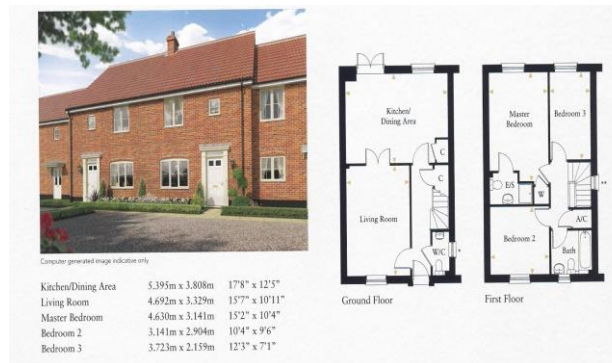 Computer generated image indicative only
Kitchen/Dining Area 5.395m x 3.808m 17'8" x 12'5"
Living Room 4.692m x 3.329m 15'7" x 10'11"
Master Bedroom 4.630m x 3.141m 15'2" x 10'4"
Bedroom 2 3.141m x 2.904m 10'4" x 9'6"
Bedroom 3 3.723m x 2.159m 12'3" x 7'1"
Kitchen/
Dining Area
C
C
Living Room
W/C
Ground Floor
Master
Bedroom
Bedroom 3
E/S
W
A/C
Bedroom 2
Bath
First Floor